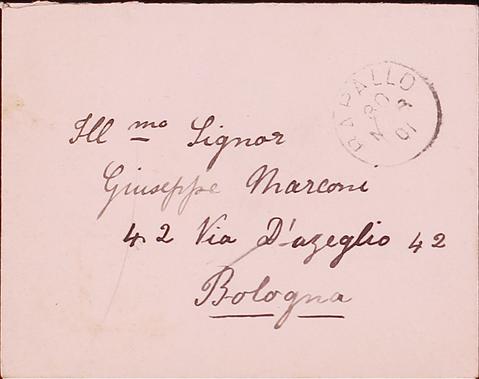 RAPALLO
Ill mo Signor
Giuseppe Marconi
42 Via D'azeglio 42
Bologna